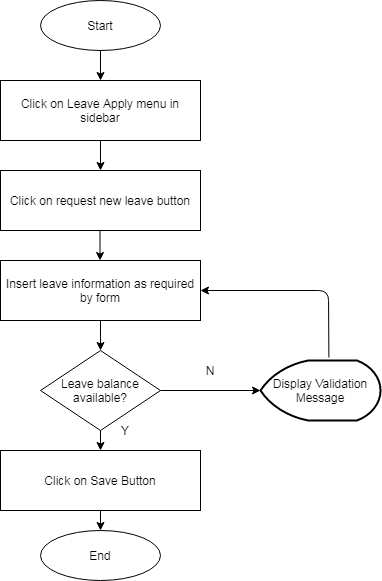 Start
Click on Leave Apply menu in
sidebar
Click on request new leave button
Insert leave information as required
by form
Leave balance
available?
N
Display Validation
Message
Y
Click on Save Button
End